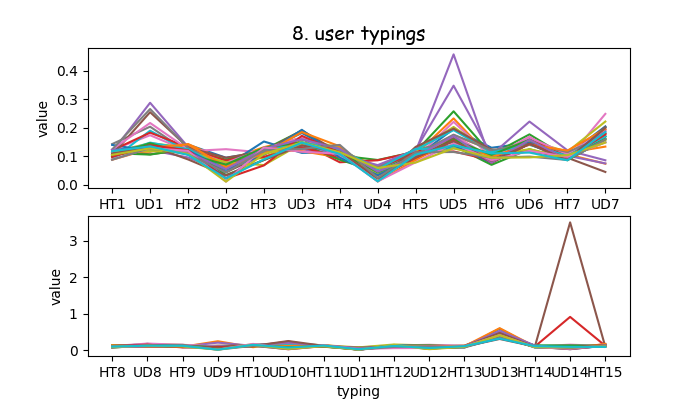 8. user typings
value
0.4
0.3
0.2
0.1
0.0
HT1 UD1 HT2 UD2 HT3 UD3 HT4 UD4 HT5 UD5 HT6 UD6 HT7 UD7
value
3
2
1
0
HT8 UD8 HT9 UD9 HT10 UD10 HT11 UD11 HT12 UD12 HT13 UD13 HT14 UD14 HT15
typing